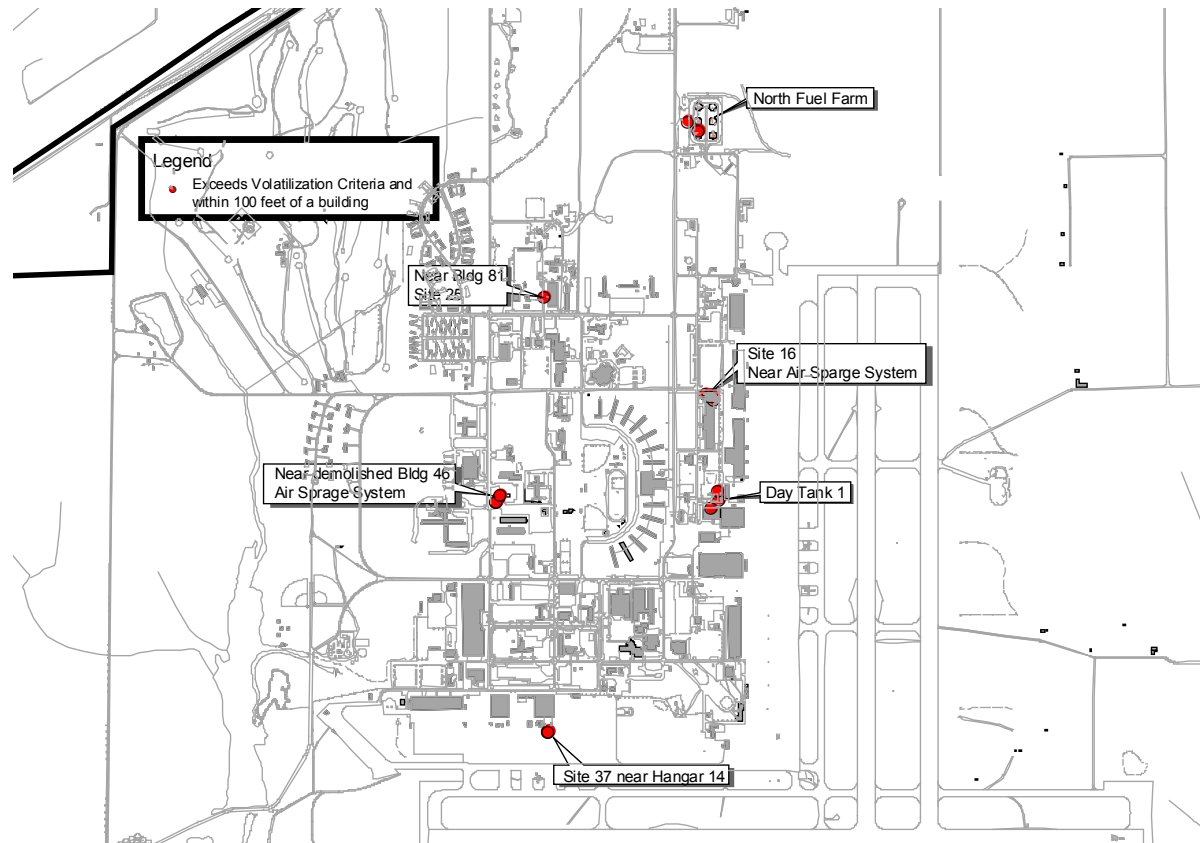 North Fuel Farm
Legend
Exceeds Volatilization Criteria and
within 100 feet of a building
Near Bldg 81
Site 25
Site 16
Near Air Sparge System
Near demolished Bldg 46
Air Sprage System
Day Tank 1
Site 37 near Hangar 14